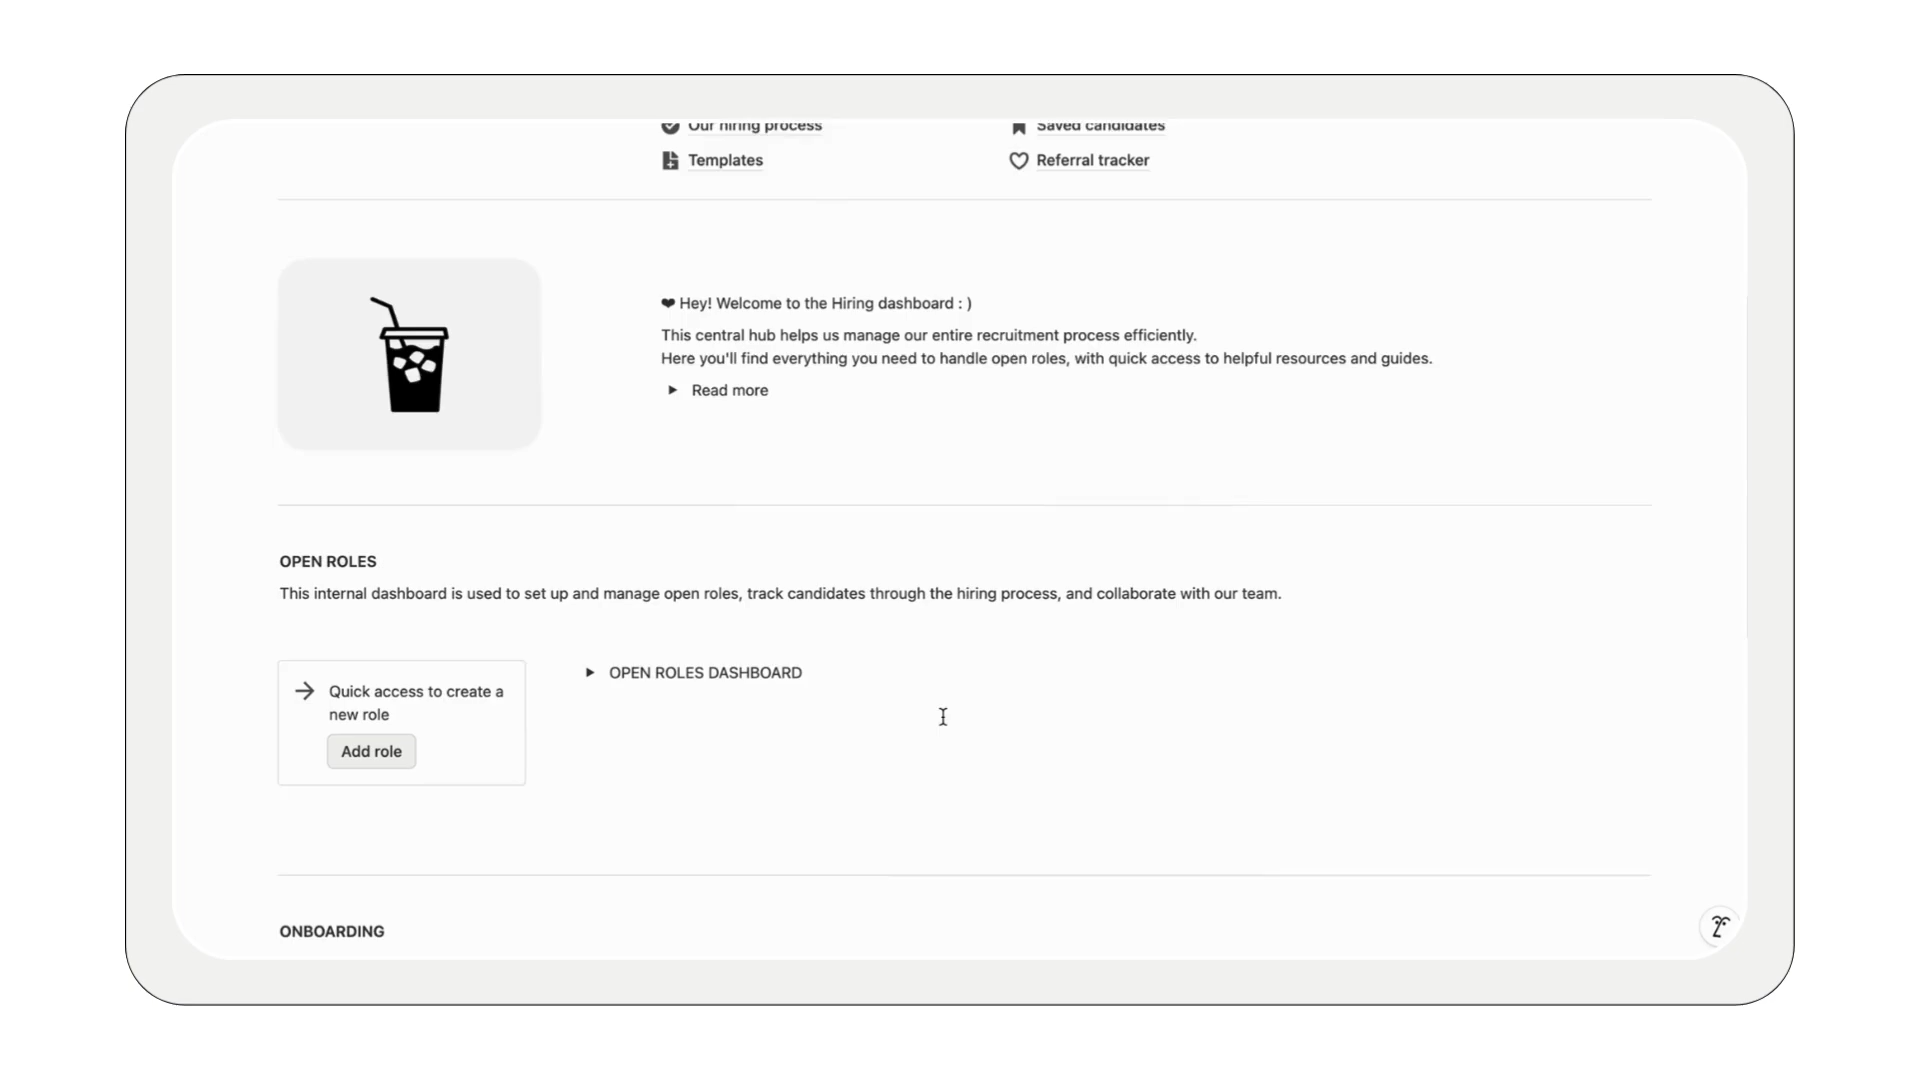 Our hiring process
Saved candidates
Templates
Referral tracker
❤ Hey! Welcome to the Hiring dashboard : )
This central hub helps us manage our entire recruitment process efficiently.
Here you'll find everything you need to handle open roles, with quick access to helpful resources and guides.
Read more
OPEN ROLES
This internal dashboard is used to set up and manage open roles, track candidates through the hiring process, and collaborate with our team.
Quick access to create a
new role
Add role
OPEN ROLES DASHBOARD
ONBOARDING